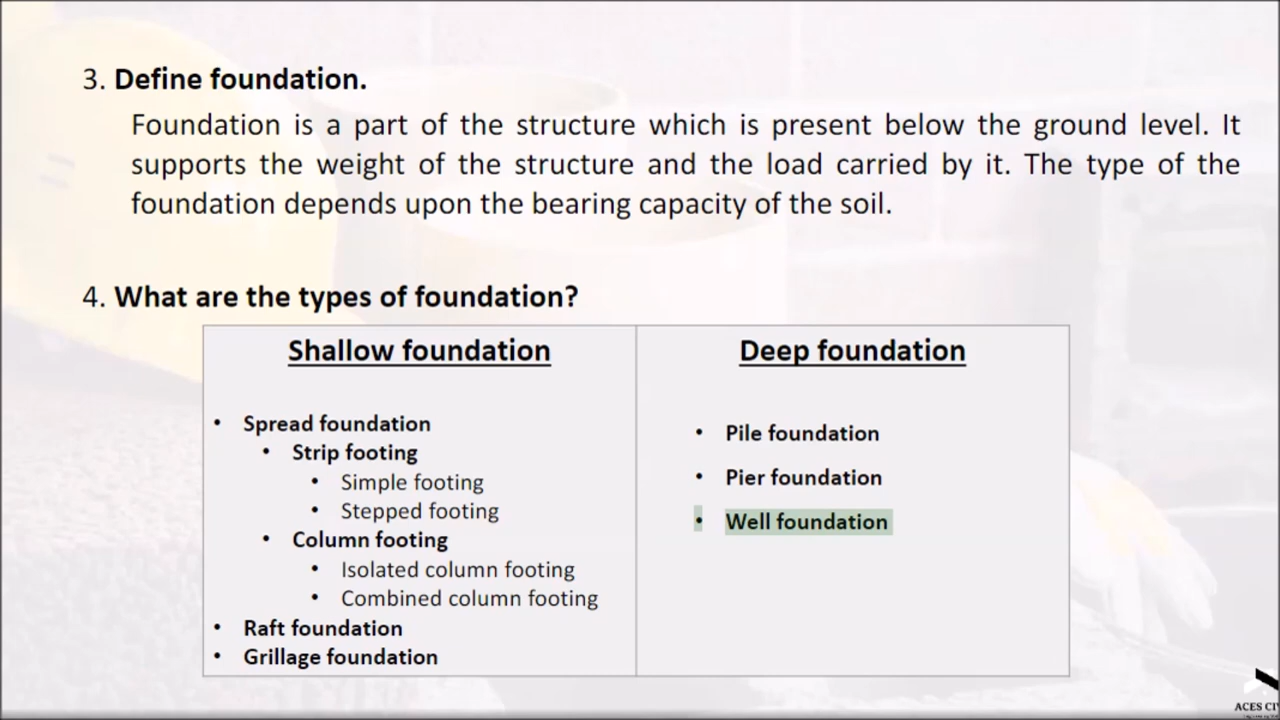 3. Define foundation.
Foundation is a part of the structure which is present below the ground level. It
supports the weight of the structure and the load carried by it. The type of the
foundation depends upon the bearing capacity of the soil.
4. What are the types of foundation?
Shallow foundation
• Spread foundation
• Strip footing
• Simple footing
• Stepped footing
• Column footing
• Isolated column footing
• Combined column footing
• Raft foundation
• Grillage foundation
Deep foundation
• Pile foundation
• Pier foundation
• Well foundation
ACES CI